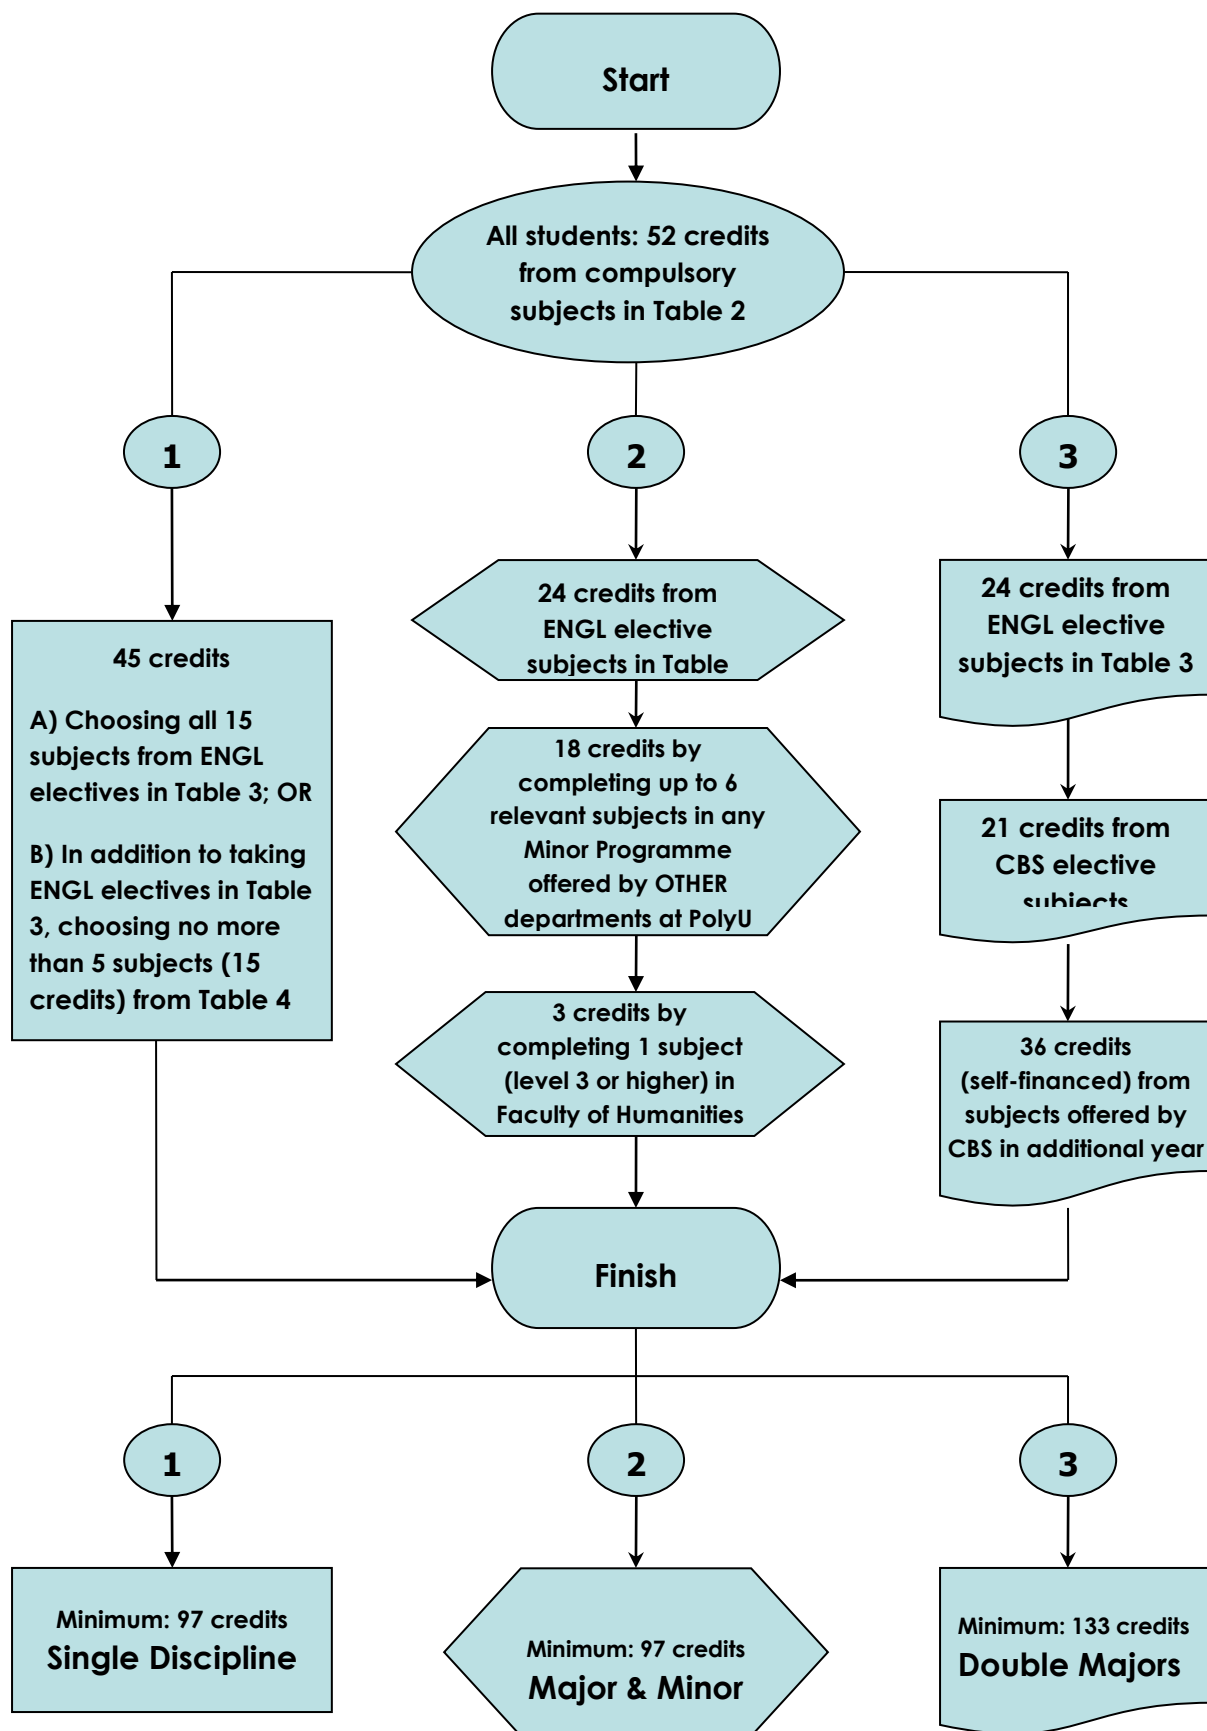 Start
All students: 52 credits
from compulsory
subjects in Table 2
1
2
3
45 credits
A) Choosing all 15
subjects from ENGL
electives in Table 3; OR
B) In addition to taking
ENGL electives in Table
3, choosing no more
than 5 subjects (15
credits) from Table 4
24 credits from
ENGL elective
subjects in Table
18 credits by
completing up to 6
relevant subjects in any
Minor Programme
offered by OTHER
departments at PolyU
3 credits by
completing 1 subject
(level 3 or higher) in
Faculty of Humanities
24 credits from
ENGL elective
subjects in Table 3
21 credits from
CBS elective
subjects
36 credits
(self-financed) from
subjects offered by
CBS in additional year
Finish
1
2
3
Minimum: 97 credits
Single Discipline
Minimum: 97 credits
Major & Minor
Minimum: 133 credits
Double Majors